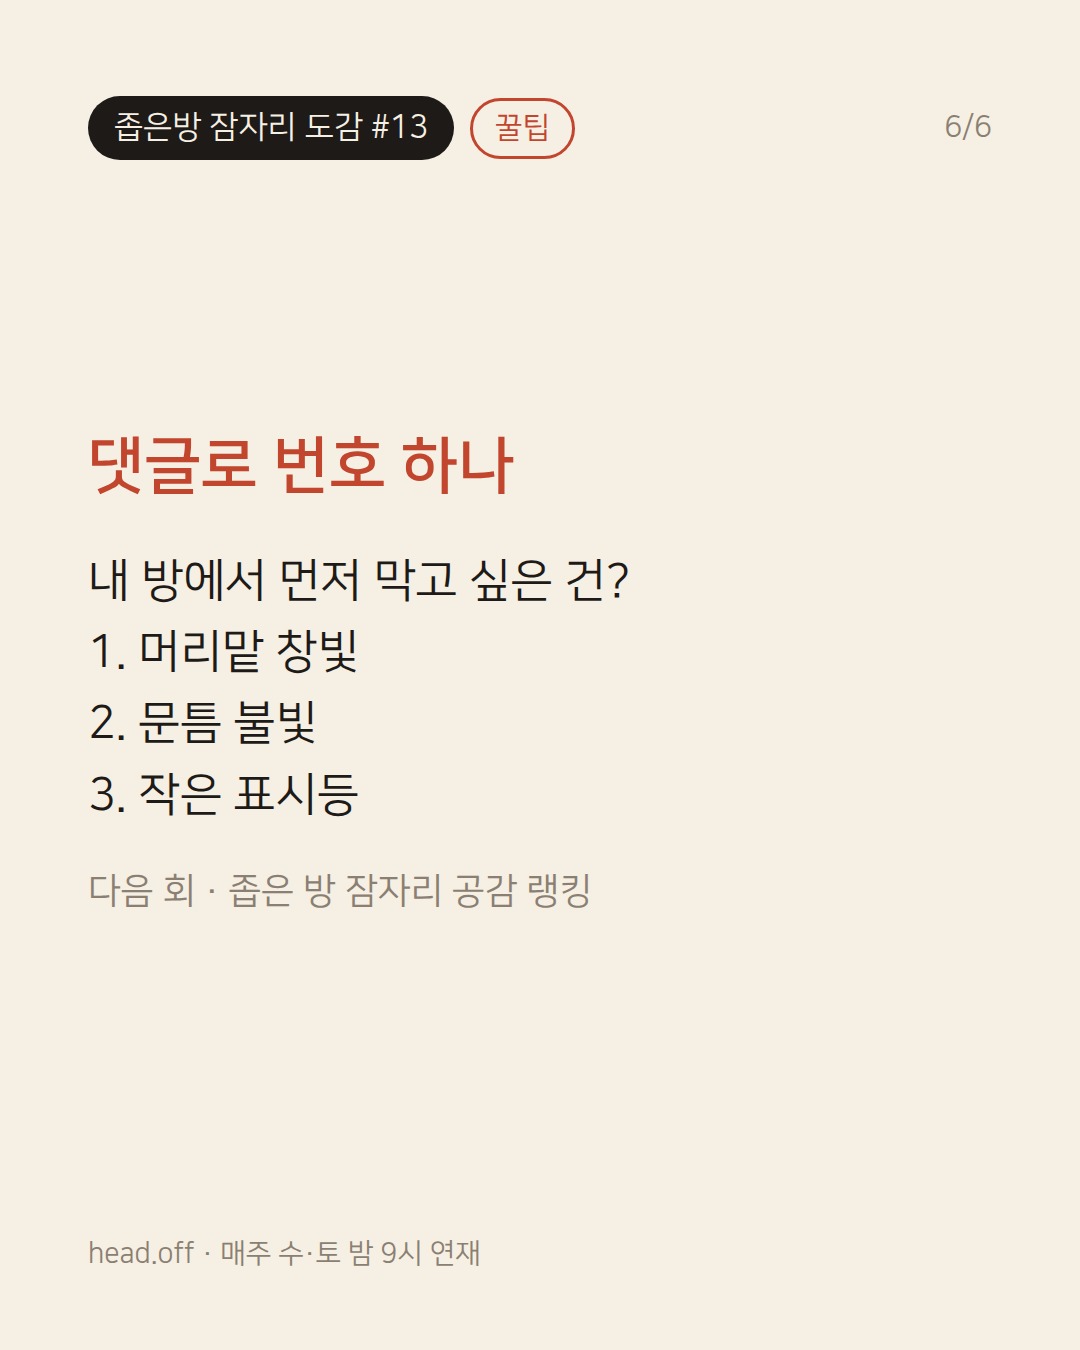 좁은방 잠자리 도감 #13 꿀팁 6/6
댓글로 번호 하나
내 방에서 먼저 막고 싶은 건?
1. 머리맡 창빛
2. 문틈 불빛
3. 작은 표시등
다음 회 · 좁은 방 잠자리 공감 랭킹
head.off · 매주 수·토 밤 9시 연재